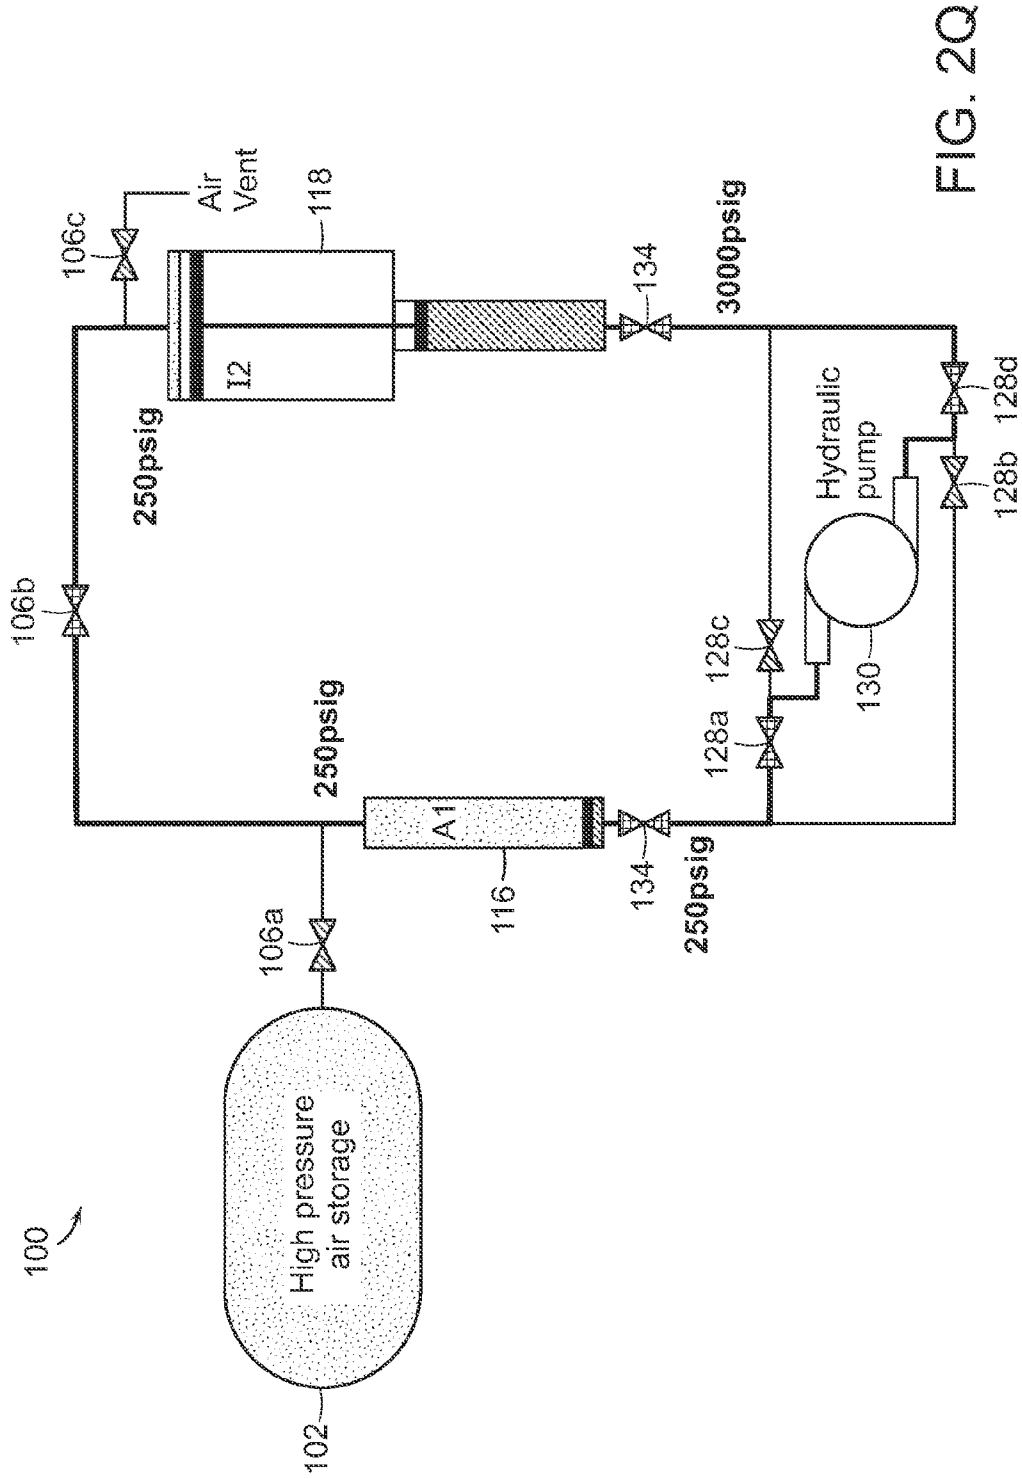 100
102
High pressure
air storage
106a
116
A1
250psig
134
250psig
106b
250psig
106c
Air
Vent
118
I2
134
3000psig
128a
128c
130
Hydraulic
pump
128b
128d
FIG. 2Q